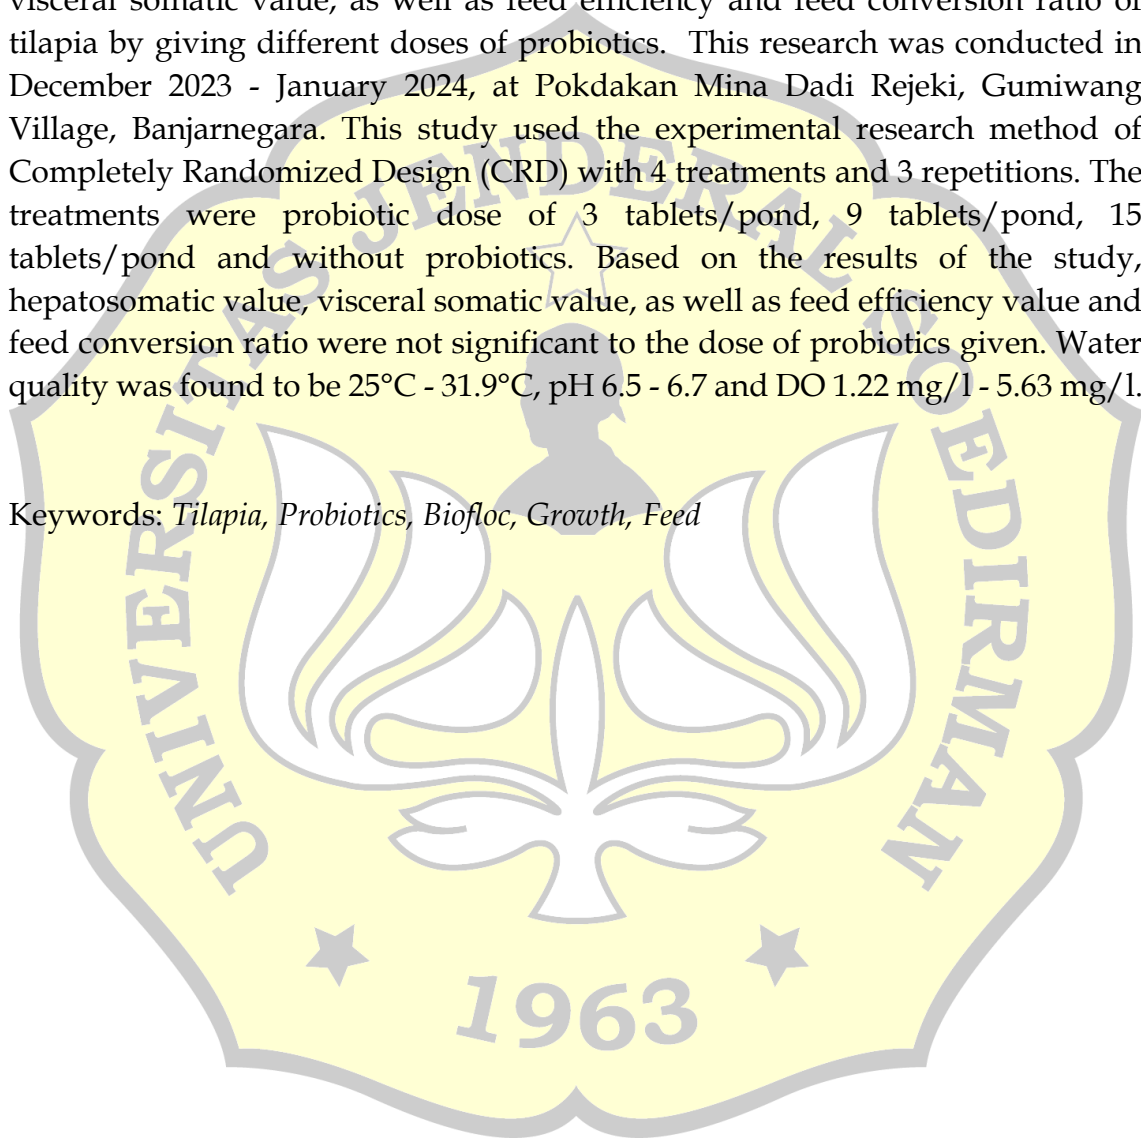 visceral somatic value, as well as feed efficiency and feed conversion ratio of
tilapia by giving different doses of probiotics. This research was conducted in
December 2023 - January 2024, at Pokdakan Mina Dadi Rejeki, Gumiwang
Village, Banjarnegara. This study used the experimental research method of
Completely Randomized Design (CRD) with 4 treatments and 3 repetitions. The
treatments were probiotic dose of 3 tablets/pond, 9 tablets/pond, 15
tablets/pond and without probiotics. Based on the results of the study,
hepatosomatic value, visceral somatic value, as well as feed efficiency value and
feed conversion ratio were not significant to the dose of probiotics given. Water
quality was found to be 25°C - 31.9°C, pH 6.5 - 6.7 and DO 1.22 mg/l - 5.63 mg/l.
Keywords: Tilapia, Probiotics, Biofloc, Growth, Feed
UNIVERSITAS JENDERAL SOEDIRMAN
1963